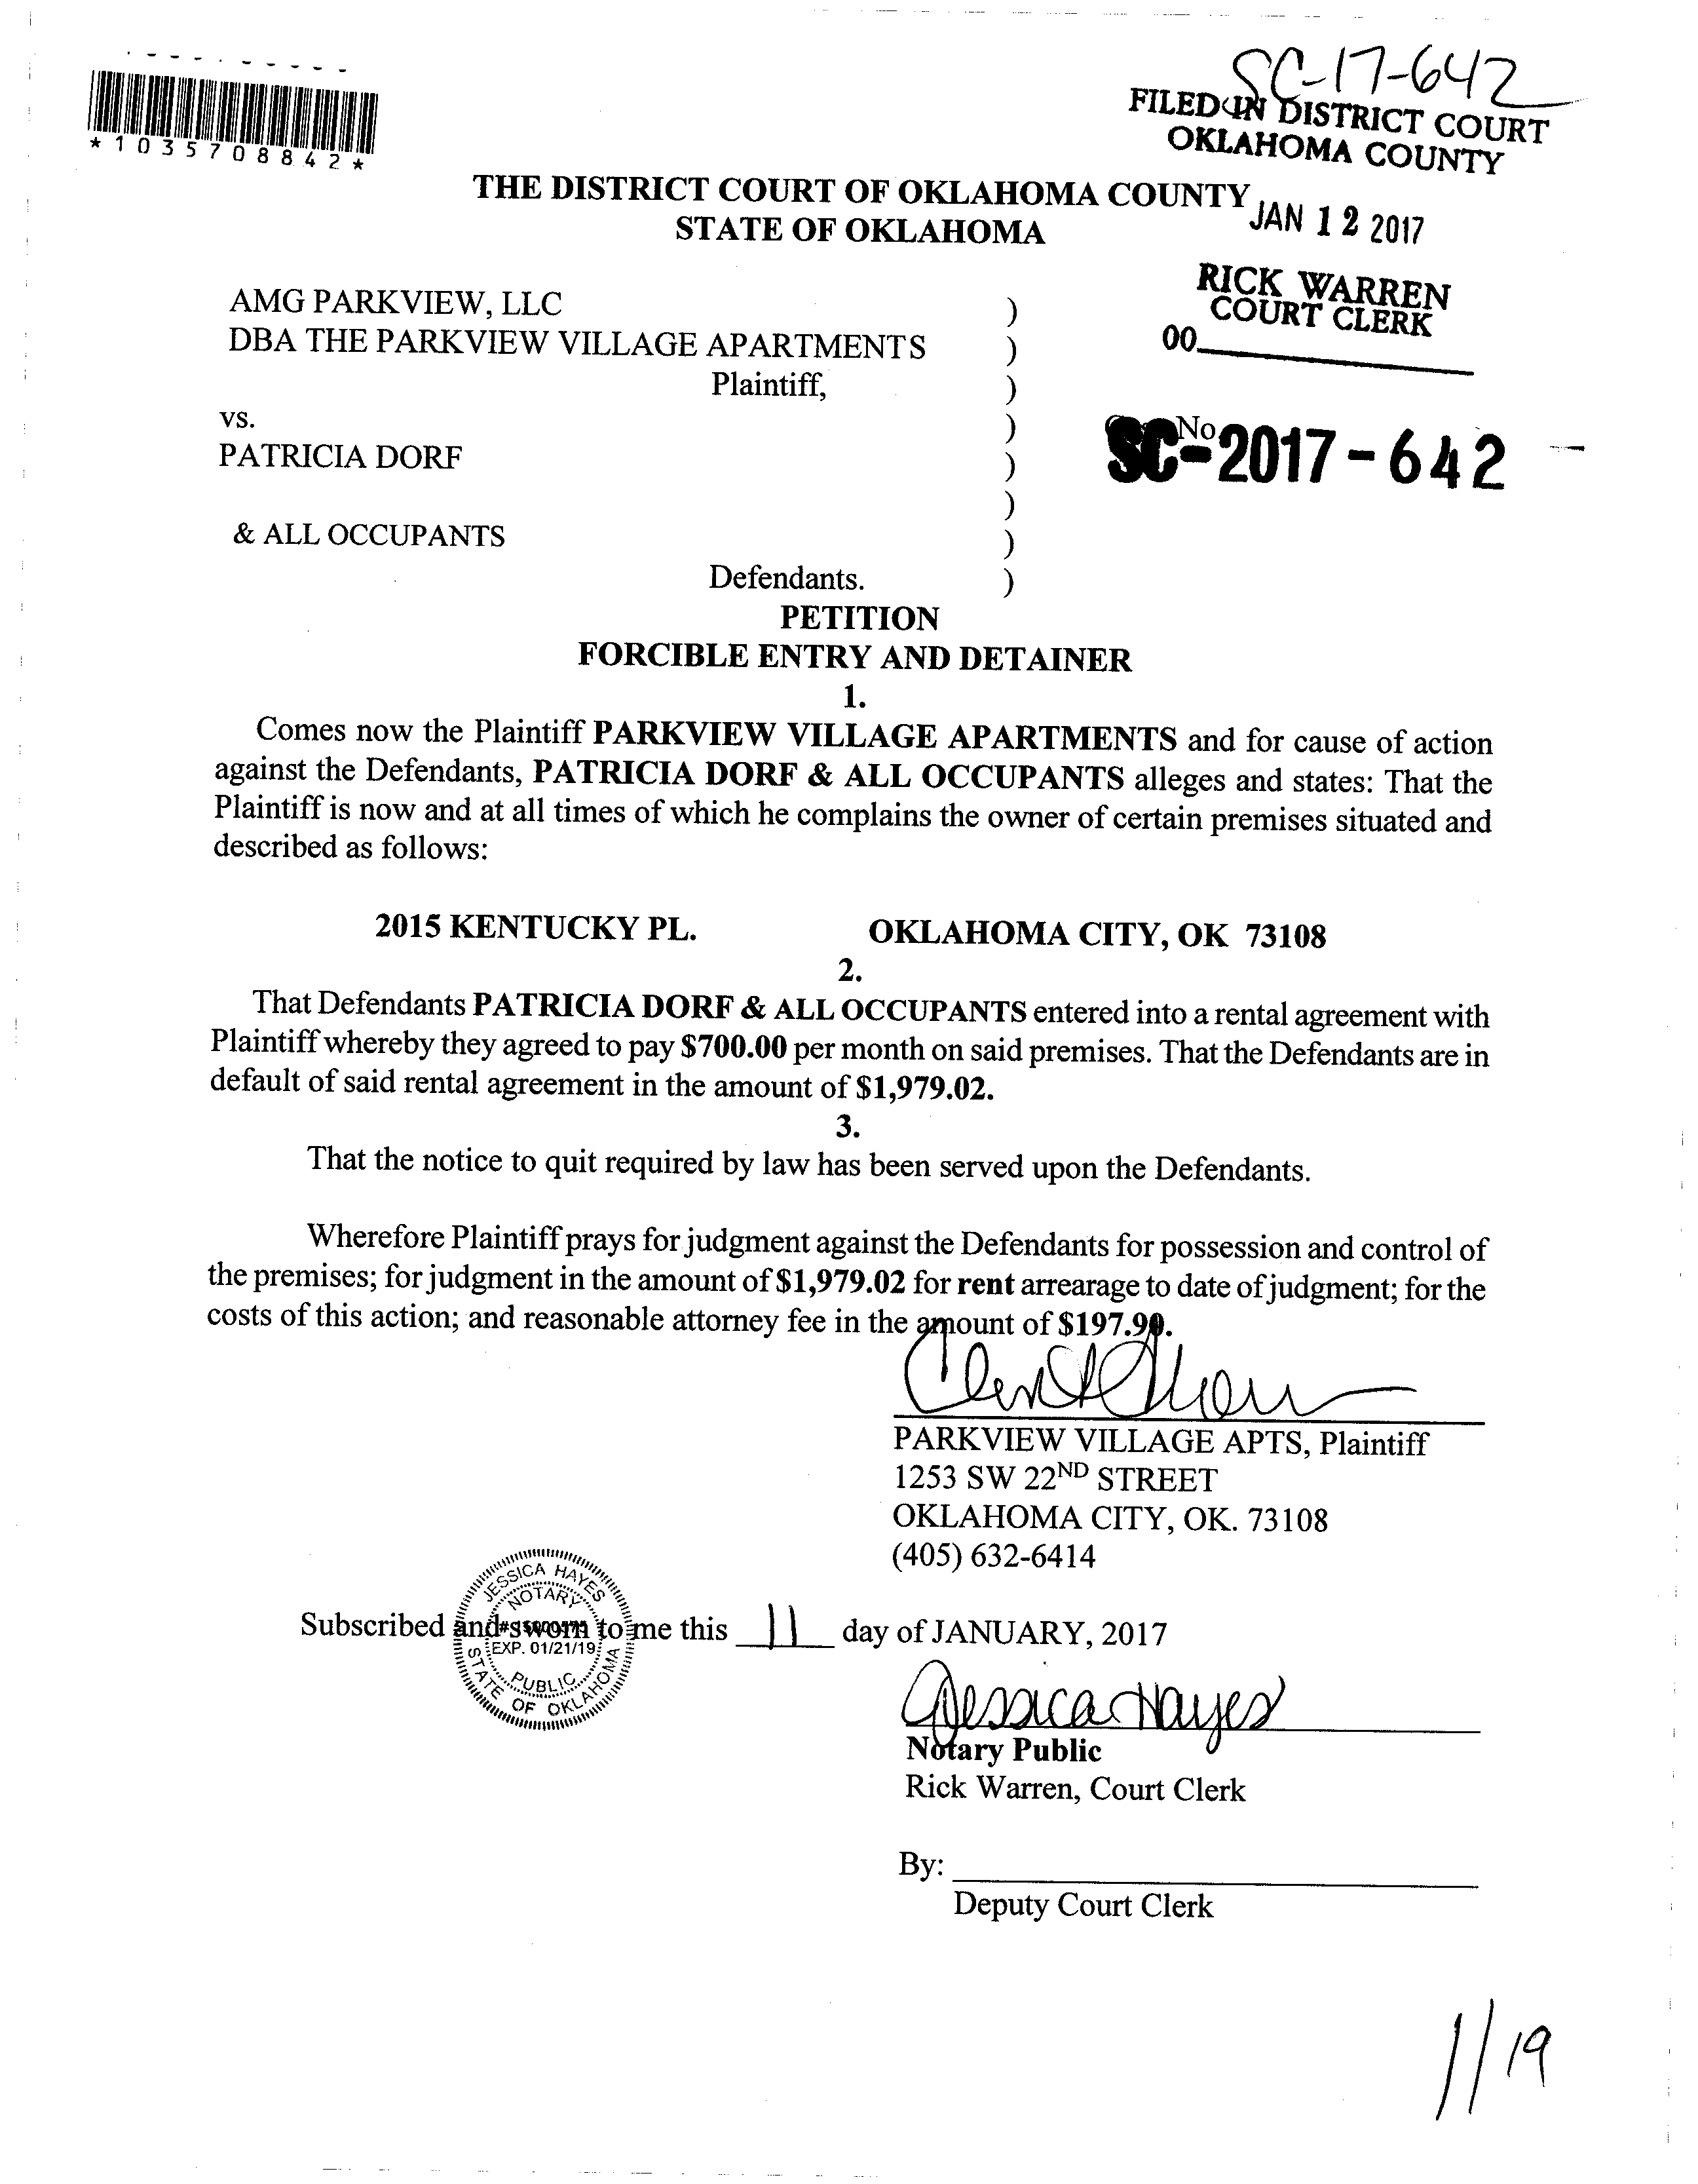 SC-17-642
FILED IN DISTRICT COURT
OKLAHOMA COUNTY
*1035708842*
THE DISTRICT COURT OF OKLAHOMA COUNTY
JAN 12 2017
STATE OF OKLAHOMA
RICK WARREN
COURT CLERK
00
AMG PARKVIEW, LLC )
DBA THE PARKVIEW VILLAGE APARTMENTS )
Plaintiff, )
vs. )
No
SC-2017-642
PATRICIA DORF )
)
& ALL OCCUPANTS )
Defendants. )
PETITION
FORCIBLE ENTRY AND DETAINER
1.
Comes now the Plaintiff PARKVIEW VILLAGE APARTMENTS and for cause of action
against the Defendants, PATRICIA DORF & ALL OCCUPANTS alleges and states: That the
Plaintiff is now and at all times of which he complains the owner of certain premises situated and
described as follows:
2015 KENTUCKY PL. OKLAHOMA CITY, OK 73108
2.
That Defendants PATRICIA DORF & ALL OCCUPANTS entered into a rental agreement with
Plaintiff whereby they agreed to pay $700.00 per month on said premises. That the Defendants are in
default of said rental agreement in the amount of $1,979.02.
3.
That the notice to quit required by law has been served upon the Defendants.
Wherefore Plaintiff prays for judgment against the Defendants for possession and control of
the premises; for judgment in the amount of $1,979.02 for rent arrearage to date of judgment; for the
costs of this action; and reasonable attorney fee in the amount of $197.90.
PARKVIEW VILLAGE APTS, Plaintiff
1253 SW 22ND STREET
OKLAHOMA CITY, OK. 73108
(405) 632-6414
JESSICA HAYES
NOTARY
EXP. 01/21/19
PUBLIC
STATE OF OKLAHOMA
Subscribed and sworn to me this 11 day of JANUARY, 2017
Jessica Hayes
Notary Public
Rick Warren, Court Clerk
By:
Deputy Court Clerk
1/19